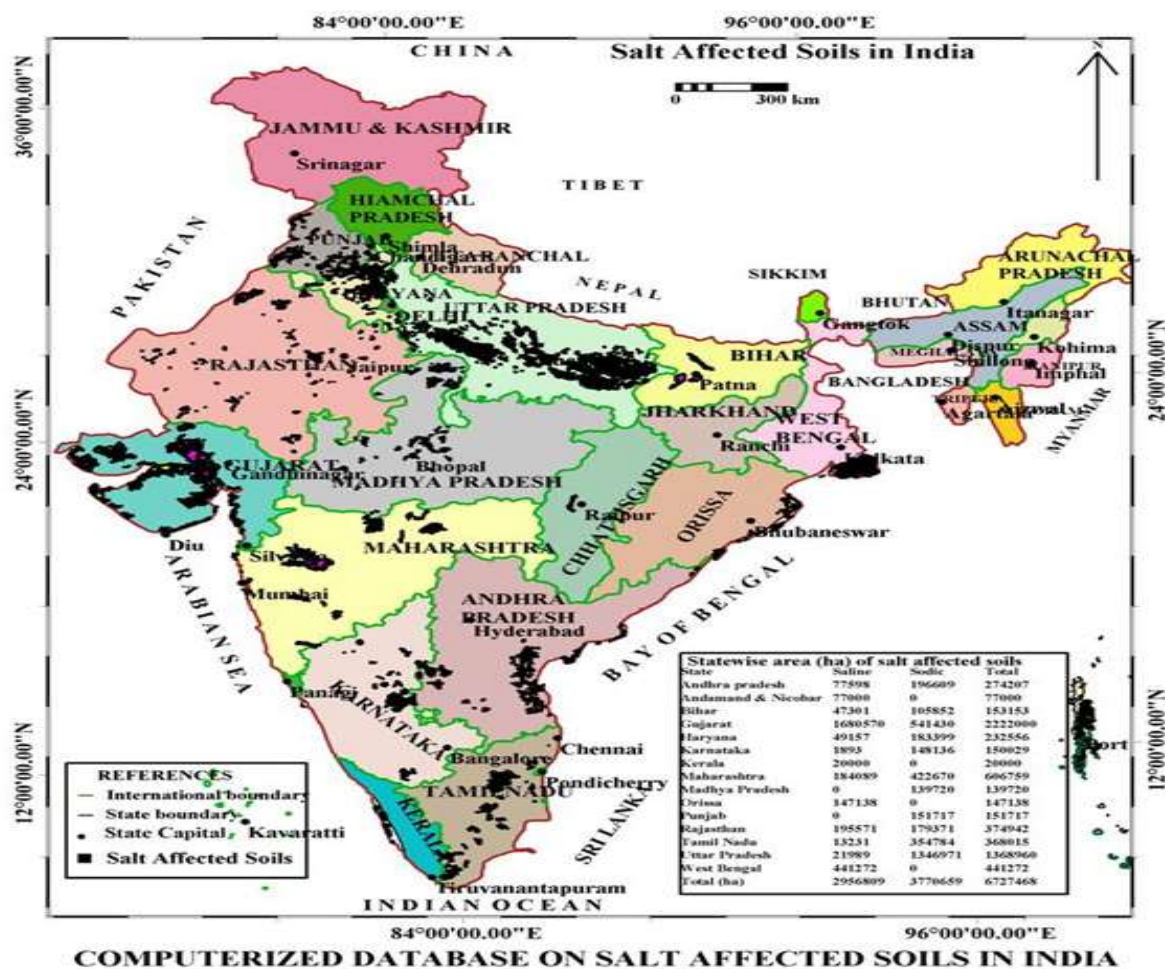 84°00'00.00"E 96°00'00.00"E
CHINA
Salt Affected Soils in India
N
0 300 km
36°00'00.00"N
JAMMU & KASHMIR
Srinagar
TIBET
HIAMCHAL
PRADESH
PAKISTAN
PUNJAB
Shimla
Dehradun
NEPAL
SIKKIM
ARUNACHAL
PRADESH
BHUTAN
UTTAR PRADESH
DELHI
Itanagar
Gangtok
ASSAM
Dispur
Kohima
RAJASTHAN
Jaipur
BIHAR
Patna
Shillong
Imphal
BANGLADESH
24°00'00.00"N
24°00'00.00"N
JHARKHAND
WEST
BENGAL
Ranchi
MYANMAR
GUJARAT
Gandhinagar
Bhopal
MADHYA PRADESH
CHHATTISGARH
Raipur
ORISSA
Bhubaneswar
Diu
MAHARASHTRA
Mumbai
ARABIAN SEA
ANDHRA
PRADESH
Hyderabad
BAY OF BENGAL
Panagi
KARNATAKA
Chennai
Bangalore
Pondicherry
TAMILNADU
SRI LANKA
Tiruvanantapuram
INDIAN OCEAN
12°00'00.00"N
12°00'00.00"N
REFERENCES
International boundary
State boundary
State Capital
Kavaratti
Salt Affected Soils
Statewise area (ha) of salt affected soils
State Saline Sodic Total
Andhra pradesh 77598 196609 274207
Andamand & Nicobar 77000 0 77000
Bihar 47301 105852 153153
Gujarat 1680570 541430 2222000
Haryana 49157 183399 232556
Karnataka 1893 148136 150029
Kerala 20000 0 20000
Maharashtra 184089 422670 606759
Madhya Pradesh 0 139720 139720
Orissa 147138 0 147138
Punjab 0 151717 151717
Rajasthan 195571 179371 374942
Tamil Nadu 13231 354784 368015
Uttar Pradesh 21989 1346971 1368960
West Bengal 441272 0 441272
Total (ha) 2956809 3770659 6727468
84°00'00.00"E 96°00'00.00"E
COMPUTERIZED DATABASE ON SALT AFFECTED SOILS IN INDIA